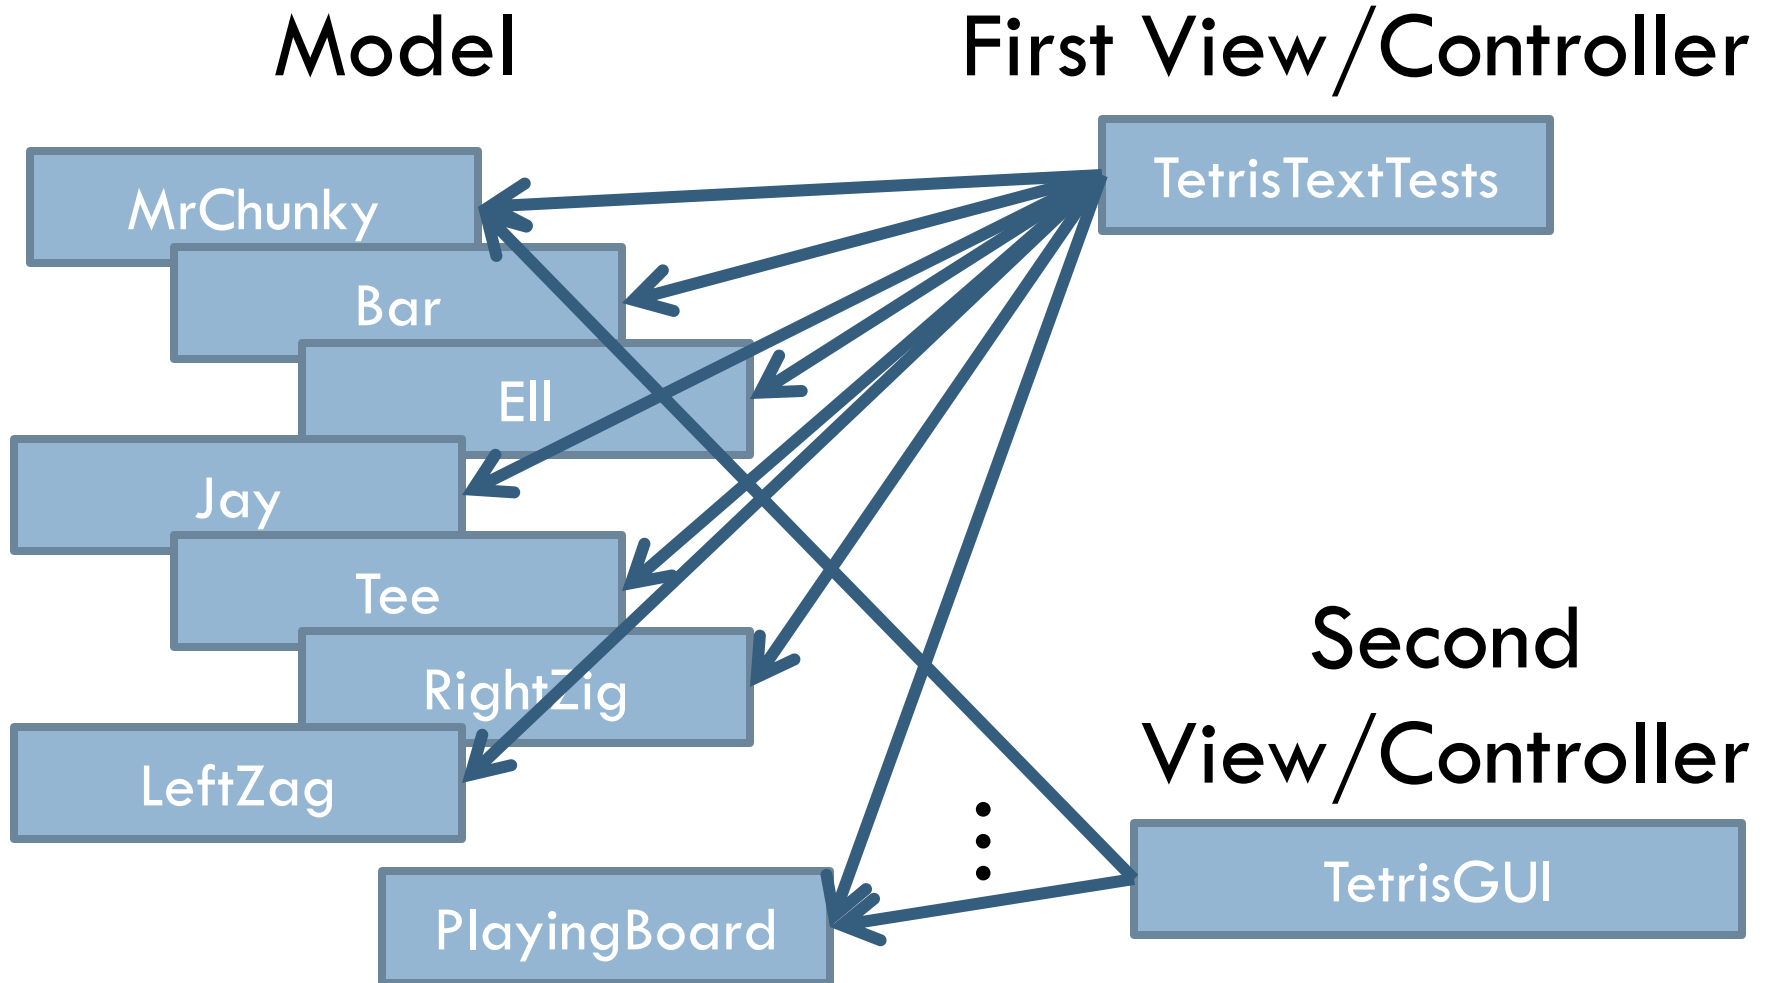 Model
First View/Controller
TetrisTextTests
MrChunky
Bar
Ell
Jay
Tee
RightZig
LeftZag
PlayingBoard
Second
View/Controller
TetrisGUI